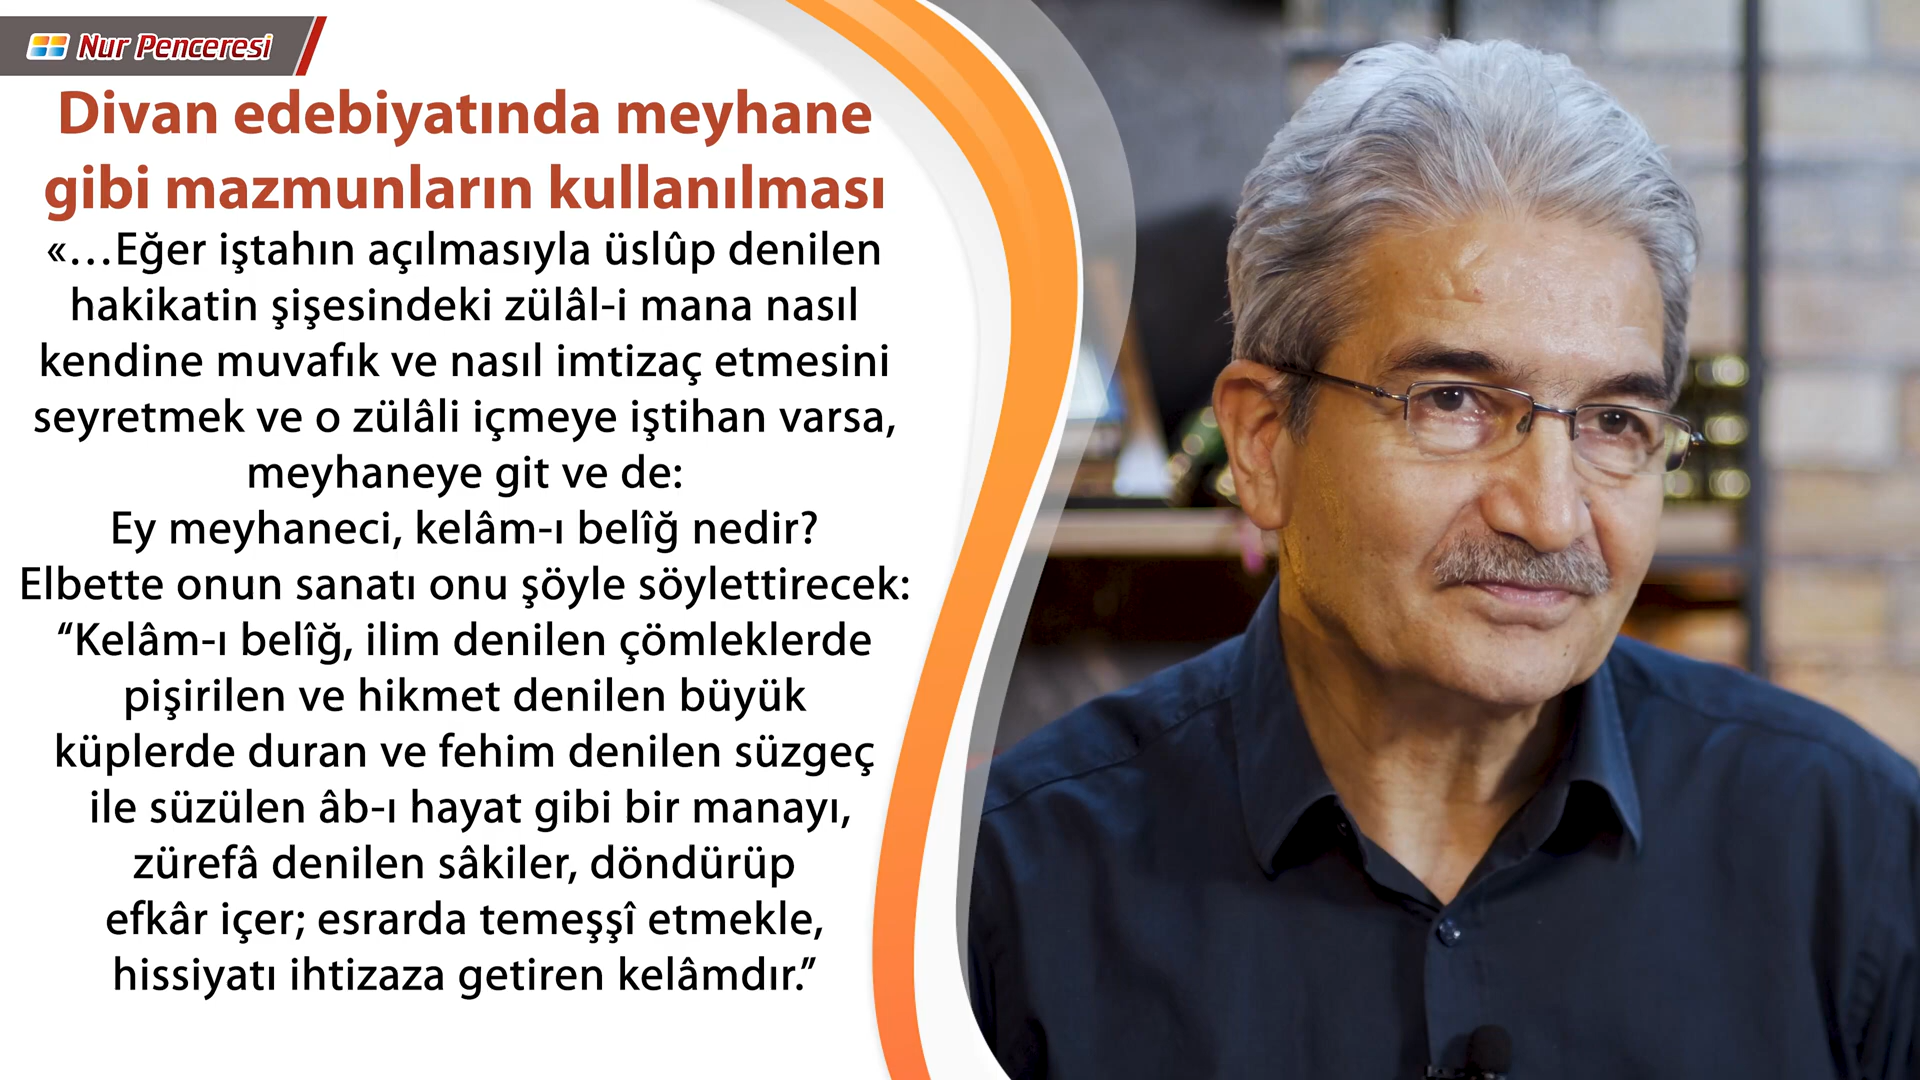 Nur Penceresi
Divan edebiyatında meyhane
gibi mazmunların kullanılması
«…Eğer iştahın açılmasıyla üslûp denilen
hakikatin şişesindeki zülâl-i mana nasıl
kendine muvafık ve nasıl imtizaç etmesini
seyretmek ve o zülâli içmeye iştihan varsa,
meyhaneye git ve de:
Ey meyhaneci, kelâm-ı belîğ nedir?
Elbette onun sanatı onu şöyle söylettirecek:
“Kelâm-ı belîğ, ilim denilen çömleklerde
pişirilen ve hikmet denilen büyük
küplerde duran ve fehim denilen süzgeç
ile süzülen âb-ı hayat gibi bir manayı,
zürefâ denilen sâkiler, döndürüp
efkâr içer; esrarda temeşşî etmekle,
hissiyatı ihtizaza getiren kelâmdır.”